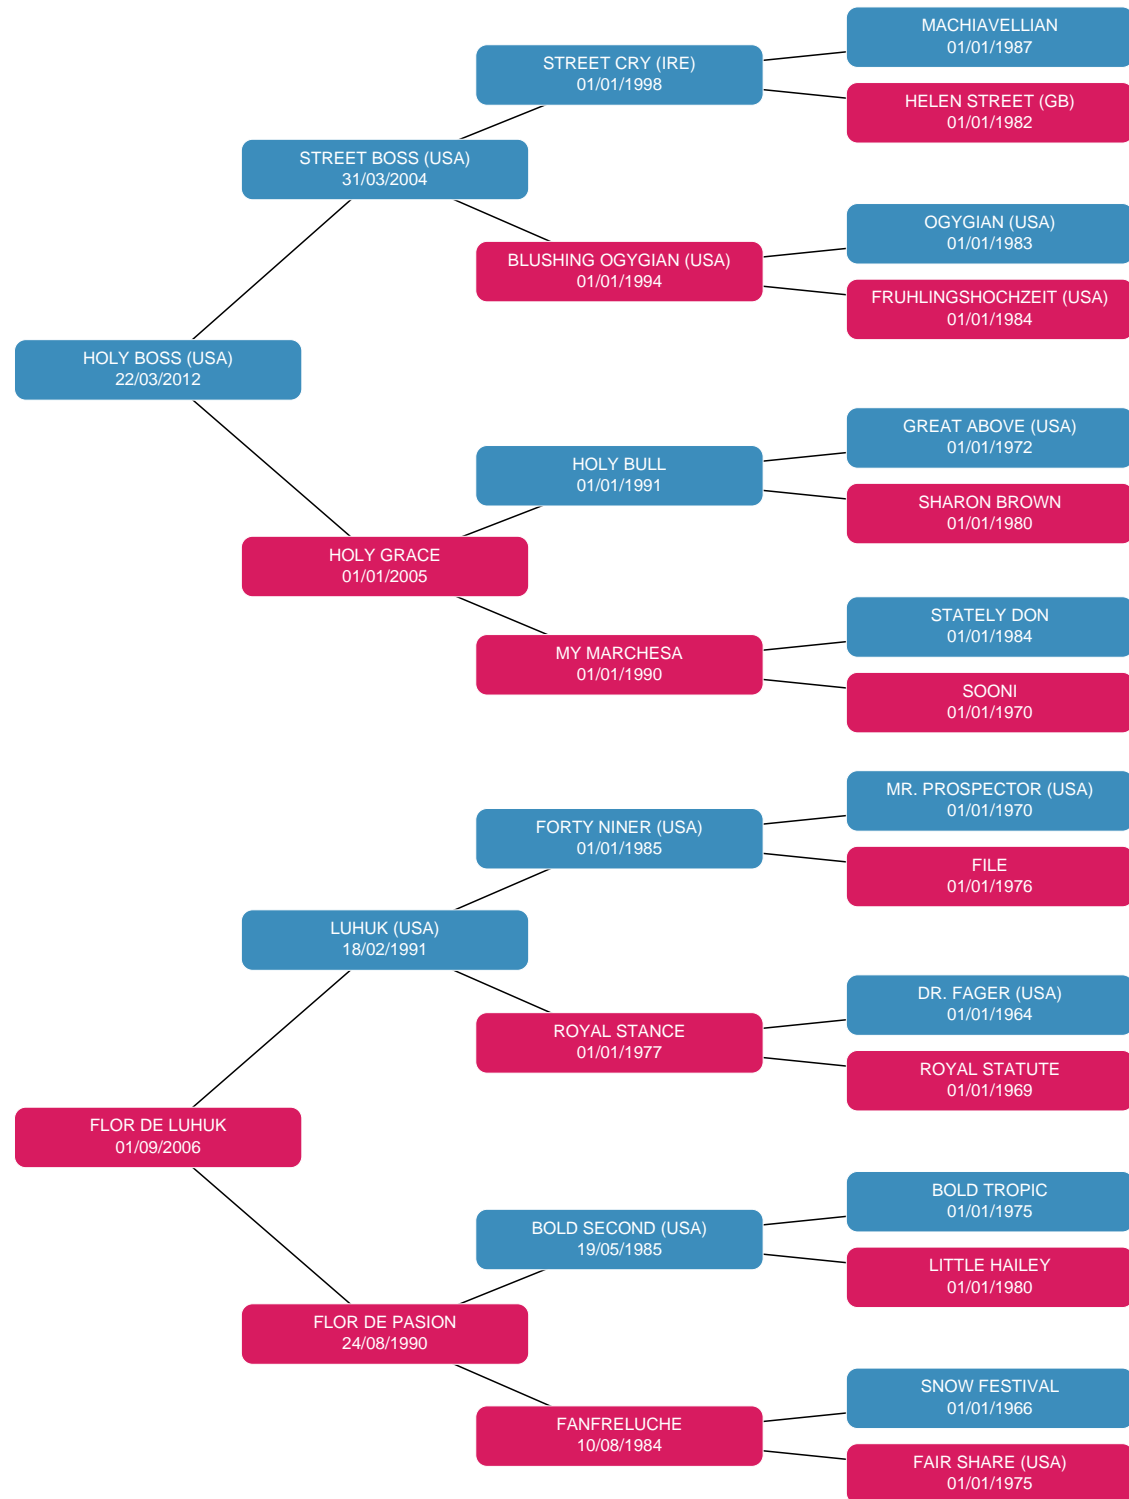 MACHIAVELLIAN
01/01/1987
STREET CRY (IRE)
01/01/1998
HELEN STREET (GB)
01/01/1982
STREET BOSS (USA)
31/03/2004
OGYGIAN (USA)
01/01/1983
BLUSHING OGYGIAN (USA)
01/01/1994
FRUHLINGSHOCHZEIT (USA)
01/01/1984
HOLY BOSS (USA)
22/03/2012
GREAT ABOVE (USA)
01/01/1972
HOLY BULL
01/01/1991
SHARON BROWN
01/01/1980
HOLY GRACE
01/01/2005
STATELY DON
01/01/1984
MY MARCHESA
01/01/1990
SOONI
01/01/1970
MR. PROSPECTOR (USA)
01/01/1970
FORTY NINER (USA)
01/01/1985
FILE
01/01/1976
LUHUK (USA)
18/02/1991
DR. FAGER (USA)
01/01/1964
ROYAL STANCE
01/01/1977
ROYAL STATUTE
01/01/1969
FLOR DE LUHUK
01/09/2006
BOLD TROPIC
01/01/1975
BOLD SECOND (USA)
19/05/1985
LITTLE HAILEY
01/01/1980
FLOR DE PASION
24/08/1990
SNOW FESTIVAL
01/01/1966
FANFRELUCHE
10/08/1984
FAIR SHARE (USA)
01/01/1975